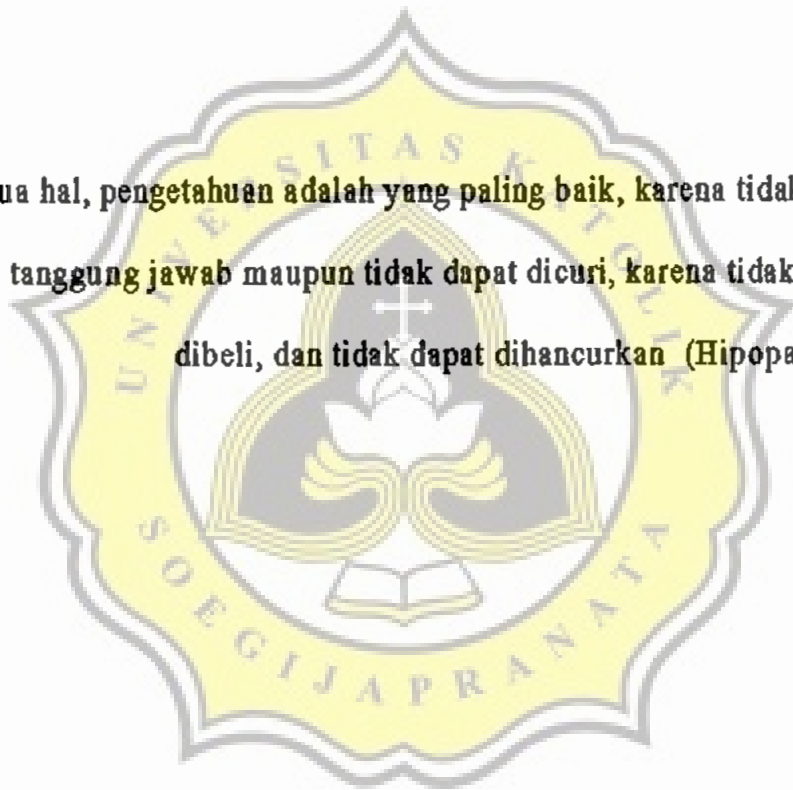 ua hal, pengetahuan adalah yang paling baik, karena tidal
tanggung jawab maupun tidak dapat dicuri, karena tidak
dibeli, dan tidak dapat dihancurkan (Hipopa
UNIVERSITAS KATOLIK
SOEGIJAPRANATA